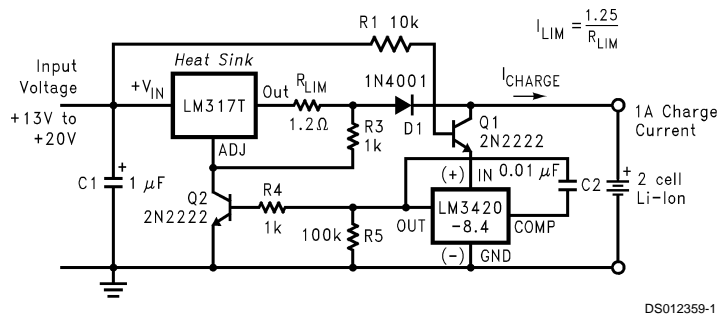 R1 10k
I_LIM = 1.25 / R_LIM
Heat Sink
Input
Voltage
+13V to
+20V
+V_IN
LM317T
Out
ADJ
R_LIM
1.2Ω
1N4001
D1
I_CHARGE
R3
1k
Q1
2N2222
1A Charge
Current
C1
+
1 μF
Q2
2N2222
R4
1k
100k
R5
(+)
IN
0.01 μF
C2
LM3420
-8.4
OUT
COMP
(-)
GND
+
2 cell
Li-Ion
DS012359-1